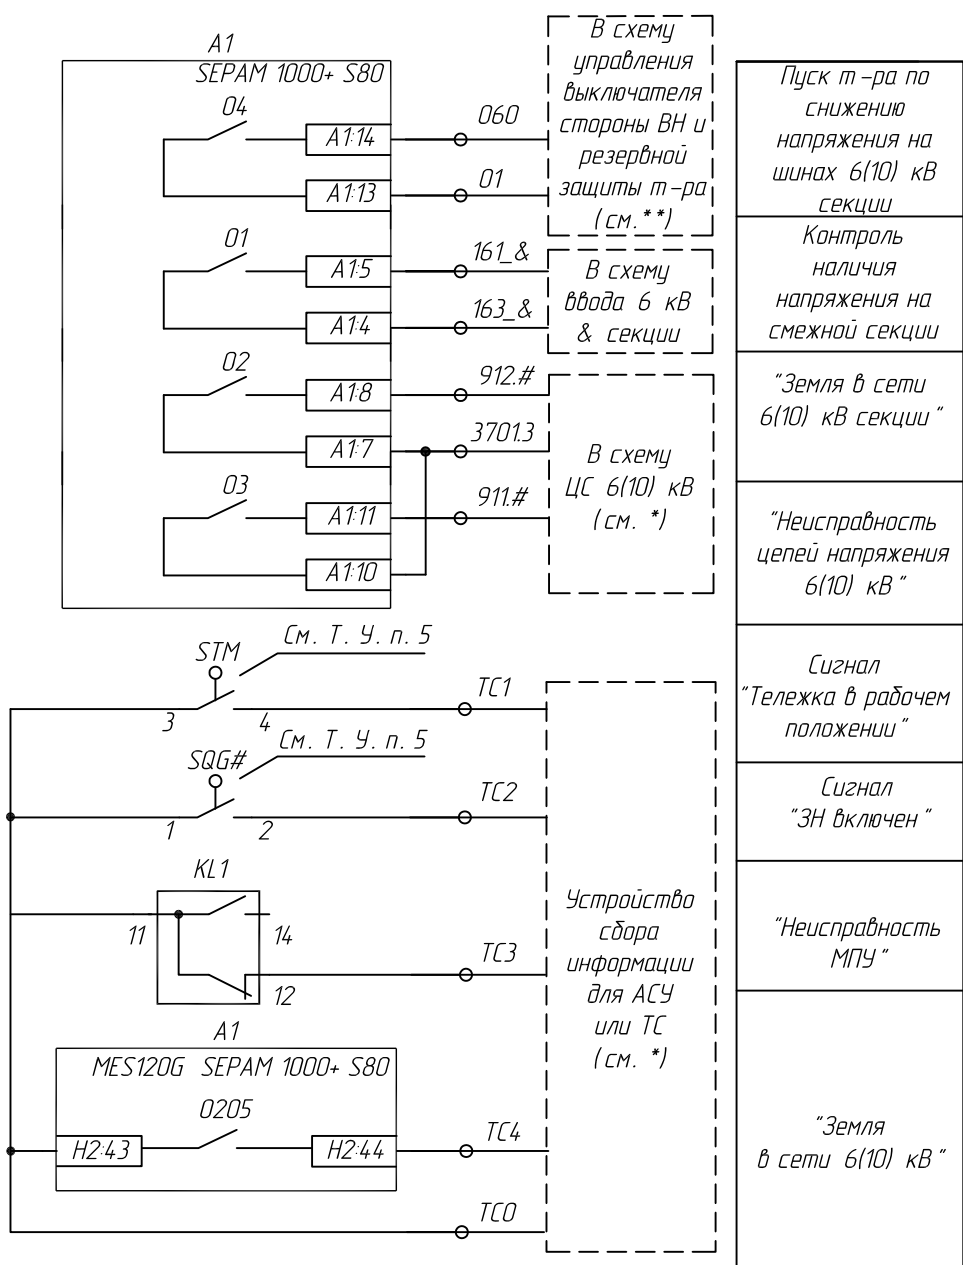 A1
SEPAM 1000+ S80
O4
A1:14
060
A1:13
01
В схему
управления
выключателя
стороны ВН и
резервной
защиты т-ра
(см.**)
Пуск т-ра по
снижению
напряжения на
шинах 6(10) кВ
секции
O1
A1:5
161_&
A1:4
163_&
В схему
ввода 6 кВ
& секции
Контроль
наличия
напряжения на
смежной секции
O2
A1:8
912.#
A1:7
3701.3
O3
A1:11
911.#
A1:10
В схему
ЦС 6(10) кВ
(см. *)
"Земля в сети
6(10) кВ секции"
"Неисправность
цепей напряжения
6(10) кВ"
STM
См. Т. У. п. 5
3
4
TC1
Сигнал
"Тележка в рабочем
положении"
SQG#
См. Т. У. п. 5
1
2
TC2
Сигнал
"ЗН включен"
KL1
11
14
12
TC3
"Неисправность
МПУ"
Устройство
сбора
информации
для АСУ
или ТС
(см. *)
A1
MES120G SEPAM 1000+ S80
O205
H2:43
H2:44
TC4
TC0
"Земля
в сети 6(10) кВ"